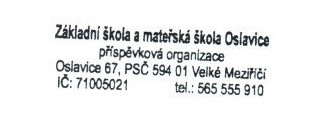 Základní škola a mateřská škola Oslavice
příspěvková organizace
Oslavice 67, PSČ 594 01 Velké Meziříčí
IČ: 71005021 tel.: 565 555 910